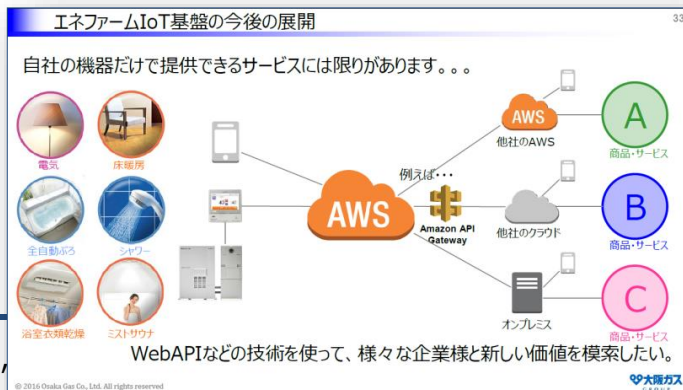 エネファームIoT基盤の今後の展開
33
自社の機器だけで提供できるサービスには限りがあります。。。
電気
床暖房
全自動ぶろ
シャワー
浴室衣類乾燥
ミストサウナ
AWS
例えば・・・
Amazon API
Gateway
AWS
他社のAWS
他社のクラウド
オンプレミス
A
商品・サービス
B
商品・サービス
C
商品・サービス
WebAPIなどの技術を使って、様々な企業様と新しい価値を模索したい。
,
© 2016 Osaka Gas Co., Ltd. All rights reserved
大阪ガス